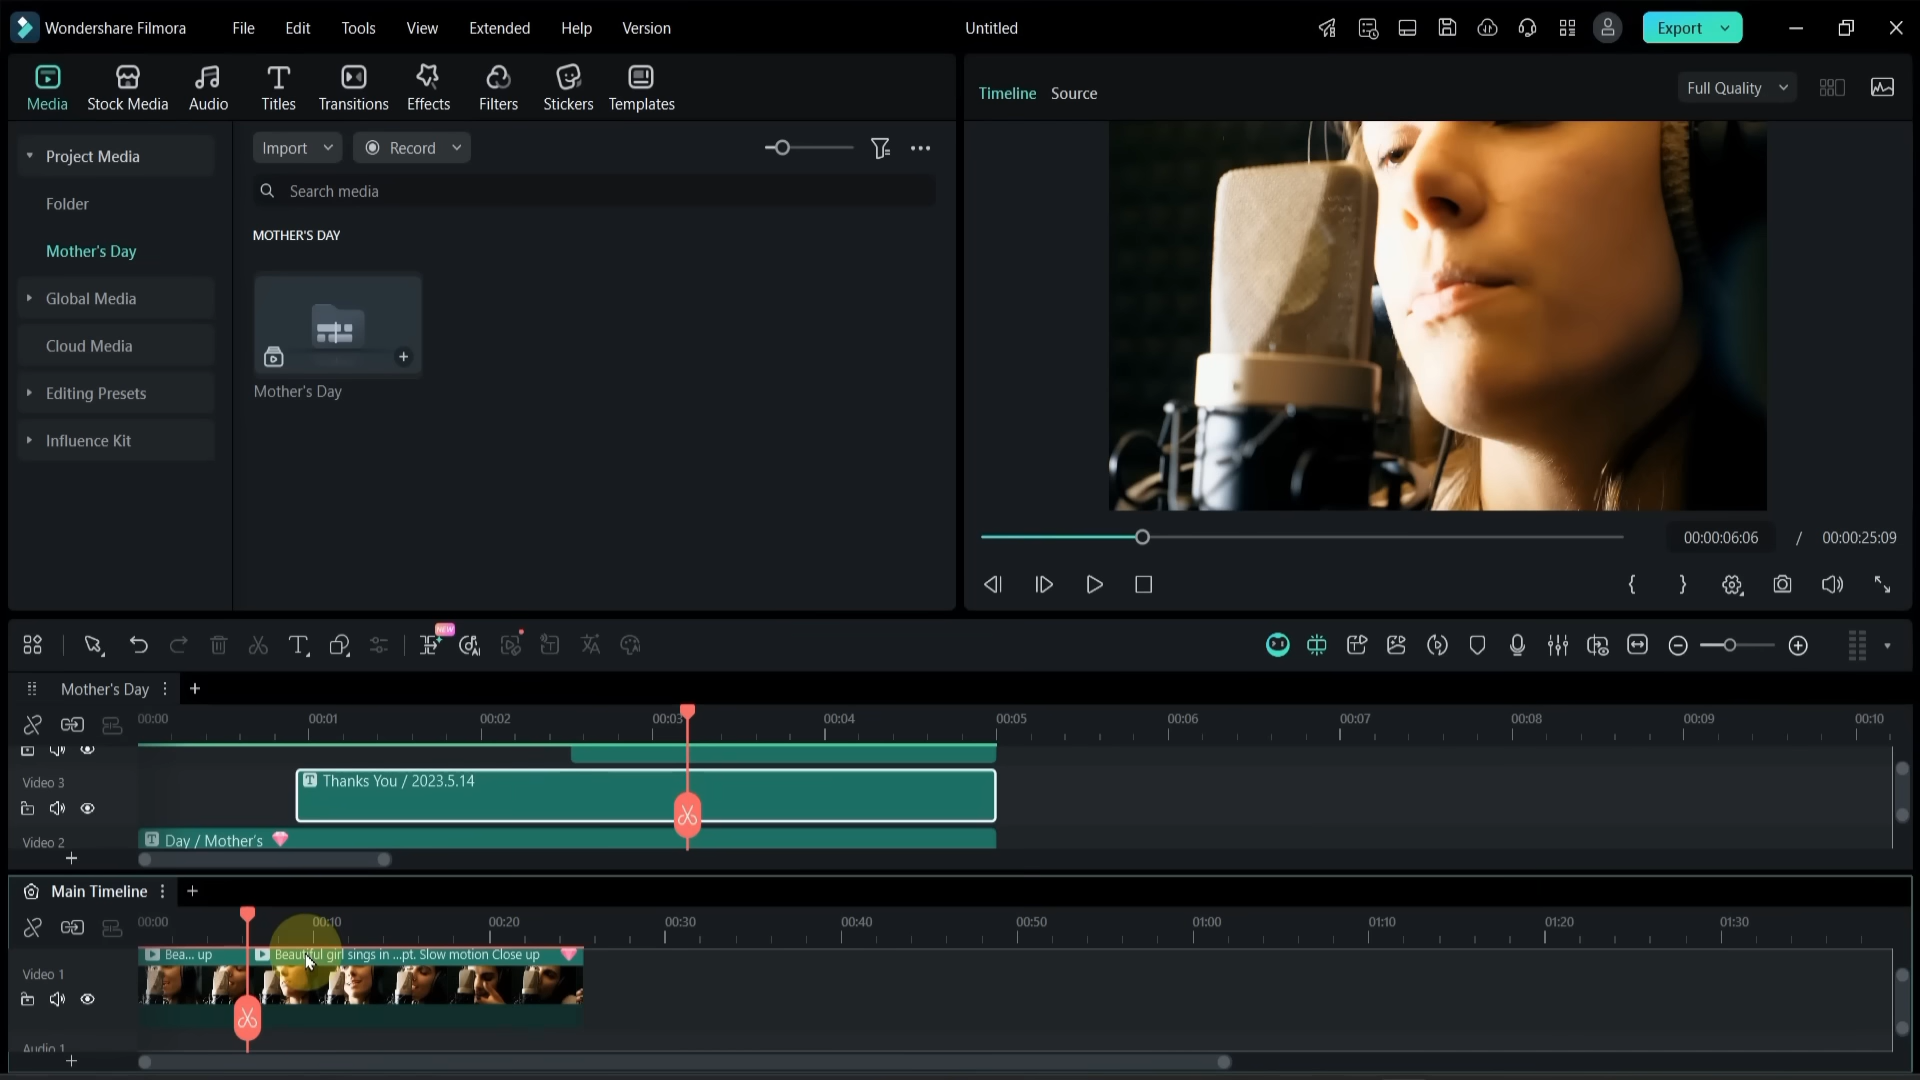 Wondershare Filmora File Edit Tools View Extended Help Version Untitled Export
Media Stock Media Audio Titles Transitions Effects Filters Stickers Templates
Timeline Source Full Quality
Project Media
Folder
Mother's Day
Global Media
Cloud Media
Editing Presets
Influence Kit
Import Record
Search media
MOTHER'S DAY
Mother's Day
00:00:06:06 / 00:00:25:09
NEW
Mother's Day
00:00 00:01 00:02 00:03 00:04 00:05 00:06 00:07 00:08 00:09 00:10
Video 3
T Thanks You / 2023.5.14
Video 2
T Day / Mother's
Main Timeline
00:00 00:10 00:20 00:30 00:40 00:50 01:00 01:10 01:20 01:30
Bea... up Beautiful girl sings in ...pt. Slow motion Close up
Video 1
Audio 1